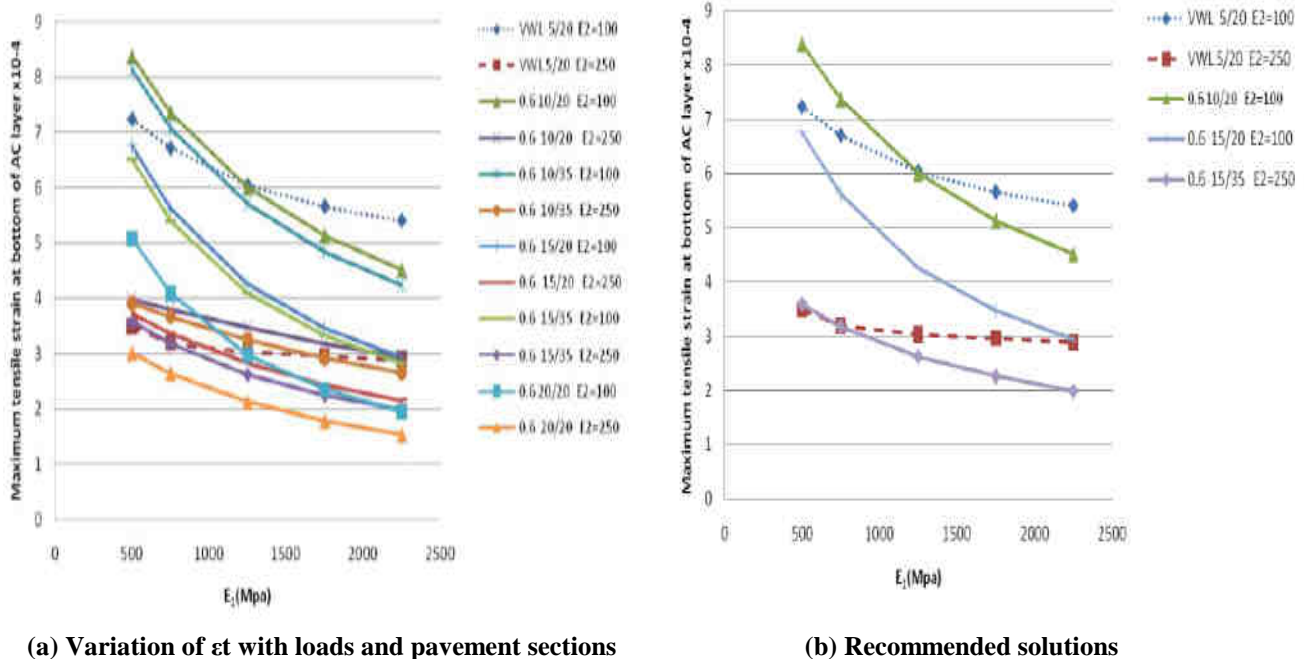 Maximum tensile strain at bottom of AC layer x10-4
9
8
7
6
5
4
3
2
1
0
0
500
1000
1500
2000
2500
E1(Mpa)
VWL 5/20 E2=100
VWL5/20 E2=250
0.6 10/20 E2=100
0.6 10/20 E2=250
0.6 10/35 E2=100
0.6 10/35 E2=250
0.6 15/20 E2=100
0.6 15/20 E2=250
0.6 15/35 E2=100
0.6 15/35 E2=250
0.6 20/20 E2=100
0.6 20/20 E2=250
(a) Variation of εt with loads and pavement sections
Maximum tensile strain at bottom of AC layer x10-4
9
8
7
6
5
4
3
2
1
0
0
500
1000
1500
2000
2500
E1(Mpa)
VWL 5/20 E2=100
VWL5/20 E2=250
0.6 10/20 E2=100
0.6 15/20 E2=100
0.6 15/35 E2=250
(b) Recommended solutions